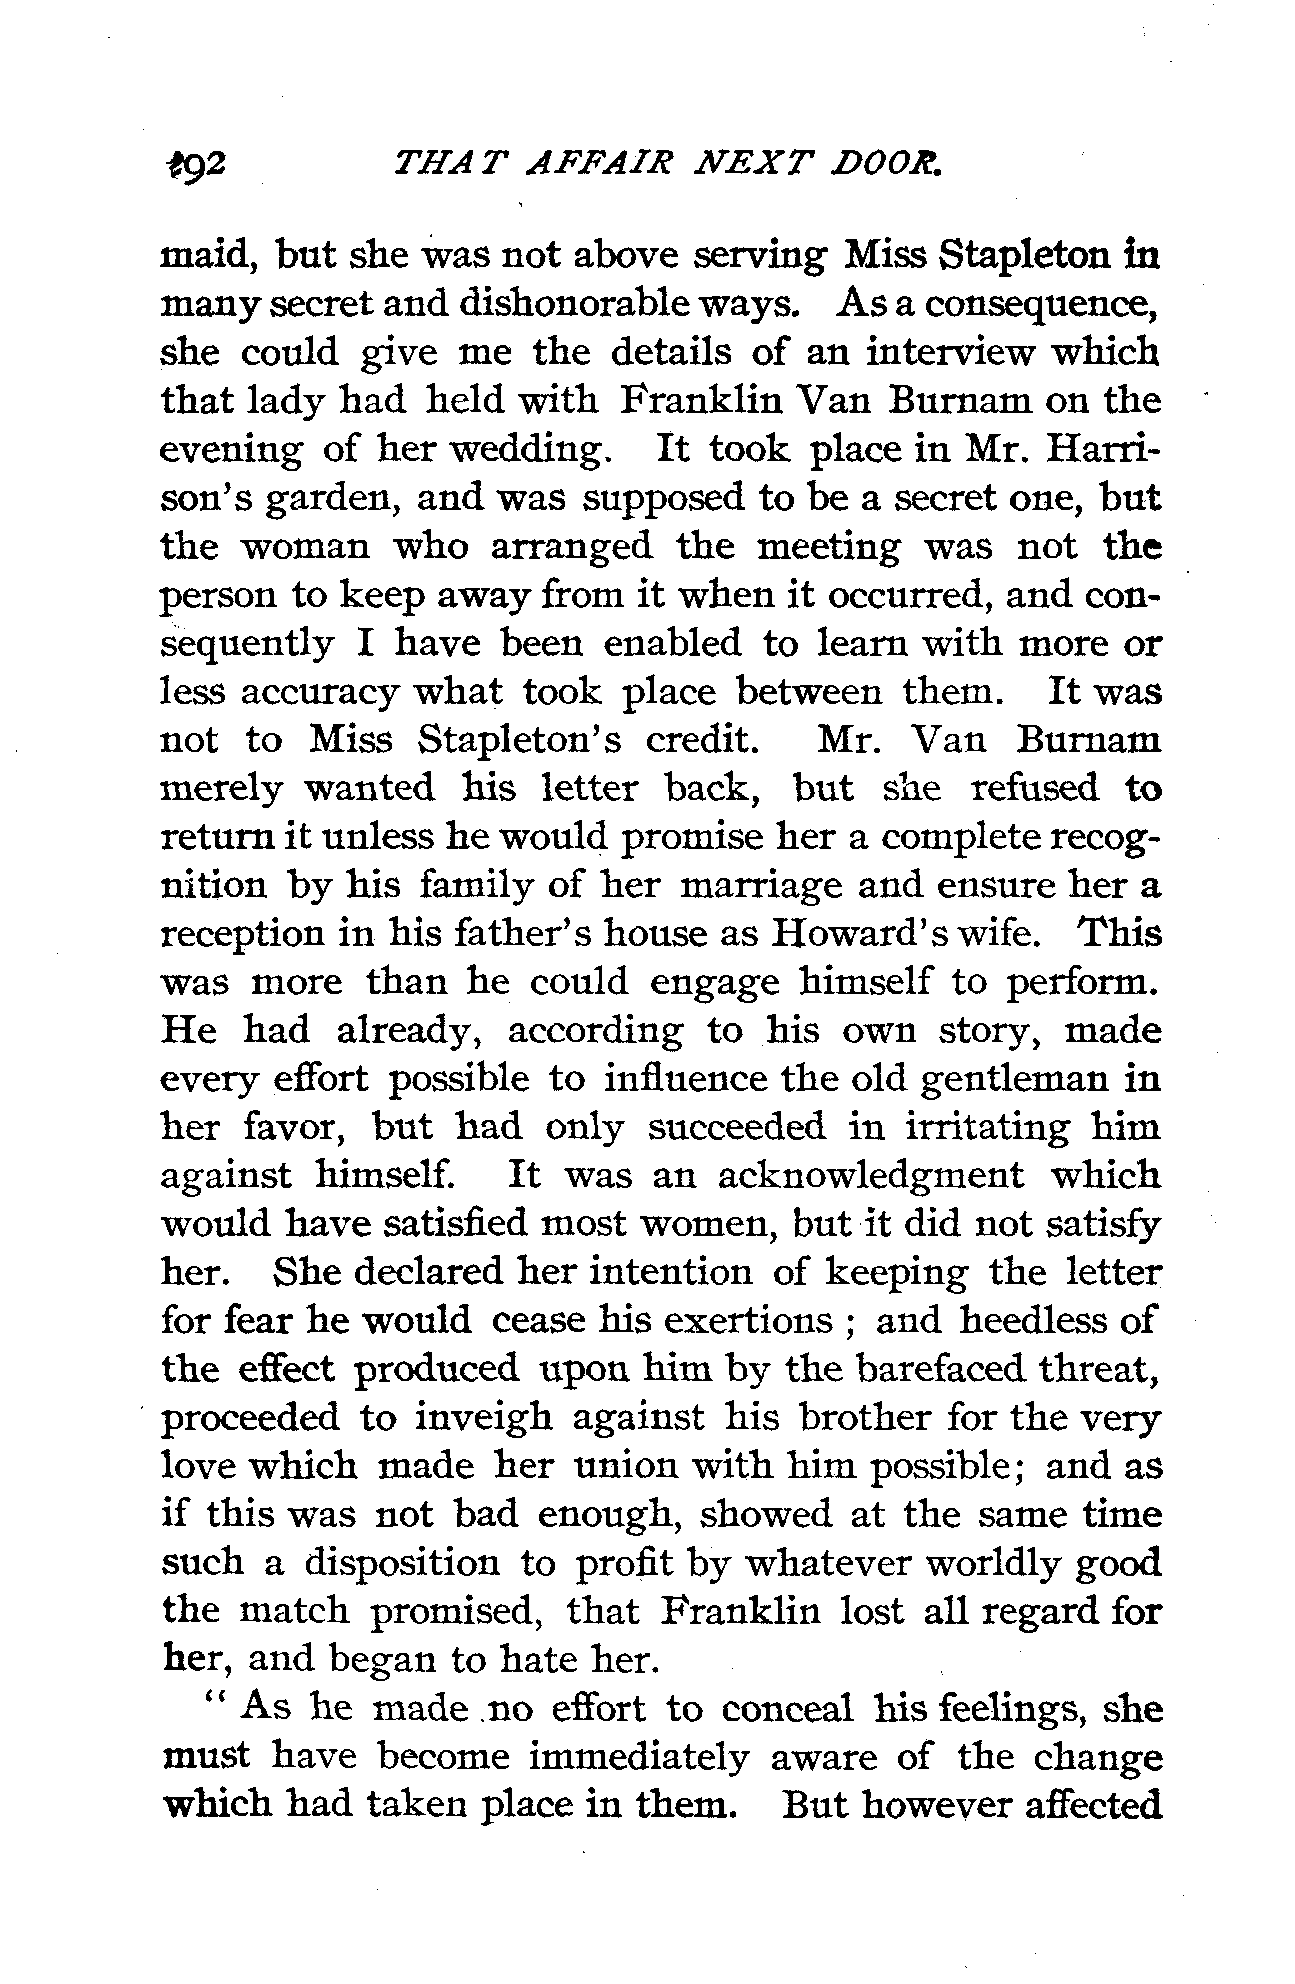 192 THAT AFFAIR NEXT DOOR.
maid, but she was not above serving Miss Stapleton in
many secret and dishonorable ways. As a consequence,
she could give me the details of an interview which
that lady had held with Franklin Van Burnam on the
evening of her wedding. It took place in Mr. Harri-
son's garden, and was supposed to be a secret one, but
the woman who arranged the meeting was not the
person to keep away from it when it occurred, and con-
sequently I have been enabled to learn with more or
less accuracy what took place between them. It was
not to Miss Stapleton's credit. Mr. Van Burnam
merely wanted his letter back, but she refused to
return it unless he would promise her a complete recog-
nition by his family of her marriage and ensure her a
reception in his father's house as Howard's wife. This
was more than he could engage himself to perform.
He had already, according to his own story, made
every effort possible to influence the old gentleman in
her favor, but had only succeeded in irritating him
against himself. It was an acknowledgment which
would have satisfied most women, but it did not satisfy
her. She declared her intention of keeping the letter
for fear he would cease his exertions ; and heedless of
the effect produced upon him by the barefaced threat,
proceeded to inveigh against his brother for the very
love which made her union with him possible; and as
if this was not bad enough, showed at the same time
such a disposition to profit by whatever worldly good
the match promised, that Franklin lost all regard for
her, and began to hate her.
“ As he made no effort to conceal his feelings, she
must have become immediately aware of the change
which had taken place in them. But however affected